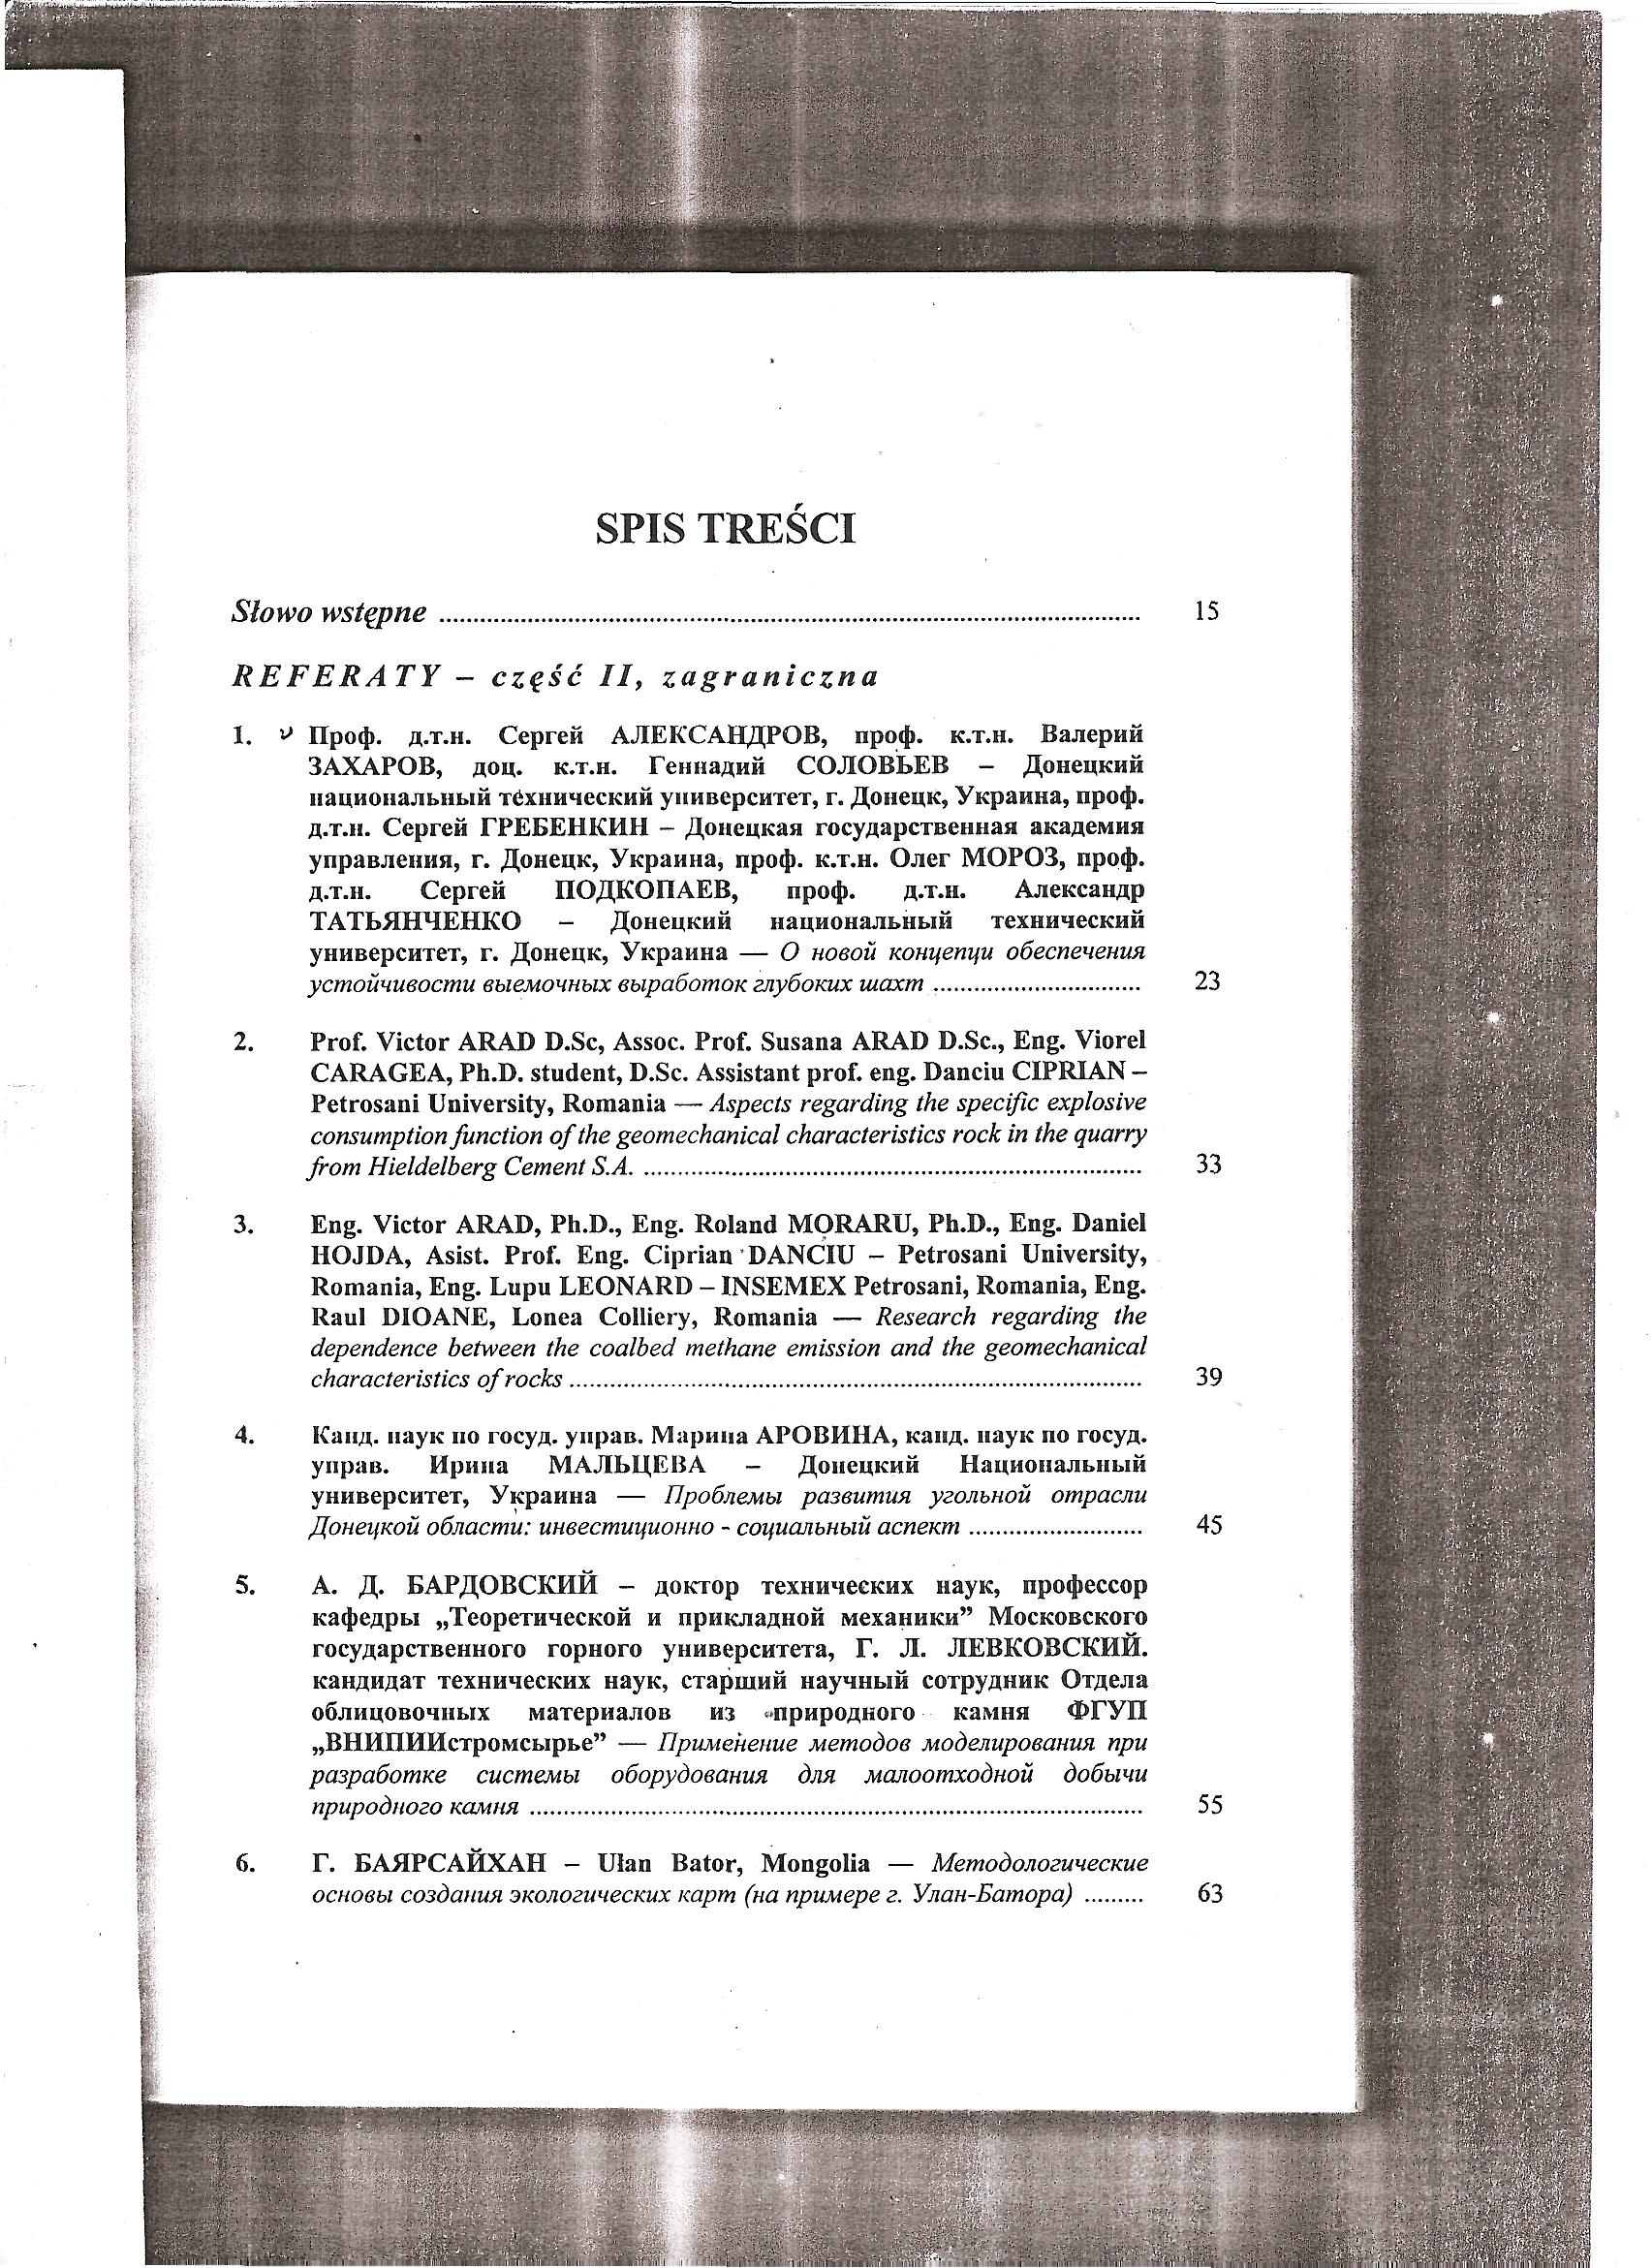 SPIS TREŚCI
Słowo wstępne ........ 15
REFERATY – część II, zagraniczna
1. Проф. д.т.н. Сергей АЛЕКСАНДРОВ, проф. к.т.н. Валерий
ЗАХАРОВ, доц. к.т.н. Геннадий СОЛОВЬЕВ – Донецкий
национальный технический университет, г. Донецк, Украина, проф.
д.т.н. Сергей ГРЕБЕНКИН – Донецкая государственная академия
управления, г. Донецк, Украина, проф. к.т.н. Олег МОРОЗ, проф.
д.т.н. Сергей ПОДКОПАЕВ, проф. д.т.н. Александр
ТАТЬЯНЧЕНКО – Донецкий национальный технический
университет, г. Донецк, Украина — О новой концепци обеспечения
устойчивости выемочных выработок глубоких шахт ........ 23
2. Prof. Victor ARAD D.Sc, Assoc. Prof. Susana ARAD D.Sc., Eng. Viorel
CARAGEA, Ph.D. student, D.Sc. Assistant prof. eng. Danciu CIPRIAN –
Petrosani University, Romania — Aspects regarding the specific explosive
consumption function of the geomechanical characteristics rock in the quarry
from Hieldelberg Cement S.A. ........ 33
3. Eng. Victor ARAD, Ph.D., Eng. Roland MORARU, Ph.D., Eng. Daniel
HOJDA, Asist. Prof. Eng. Ciprian DANCIU – Petrosani University,
Romania, Eng. Lupu LEONARD – INSEMEX Petrosani, Romania, Eng.
Raul DIOANE, Lonea Colliery, Romania — Research regarding the
dependence between the coalbed methane emission and the geomechanical
characteristics of rocks ........ 39
4. Канд. наук по госуд. управ. Марина АРОВИНА, канд. наук по госуд.
управ. Ирина МАЛЬЦЕВА – Донецкий Национальный
университет, Украина — Проблемы развития угольной отрасли
Донецкой области: инвестиционно - социальный аспект ........ 45
5. А. Д. БАРДОВСКИЙ – доктор технических наук, профессор
кафедры „Теоретической и прикладной механики” Московского
государственного горного университета, Г. Л. ЛЕВКОВСКИЙ.
кандидат технических наук, старший научный сотрудник Отдела
облицовочных материалов из природного камня ФГУП
„ВНИПИИстромсырье” — Применение методов моделирования при
разработке системы оборудования для малоотходной добычи
природного камня ........ 55
6. Г. БАЯРСАЙХАН – Ulan Bator, Mongolia — Методологические
основы создания экологических карт (на примере г. Улан-Батора) ........ 63